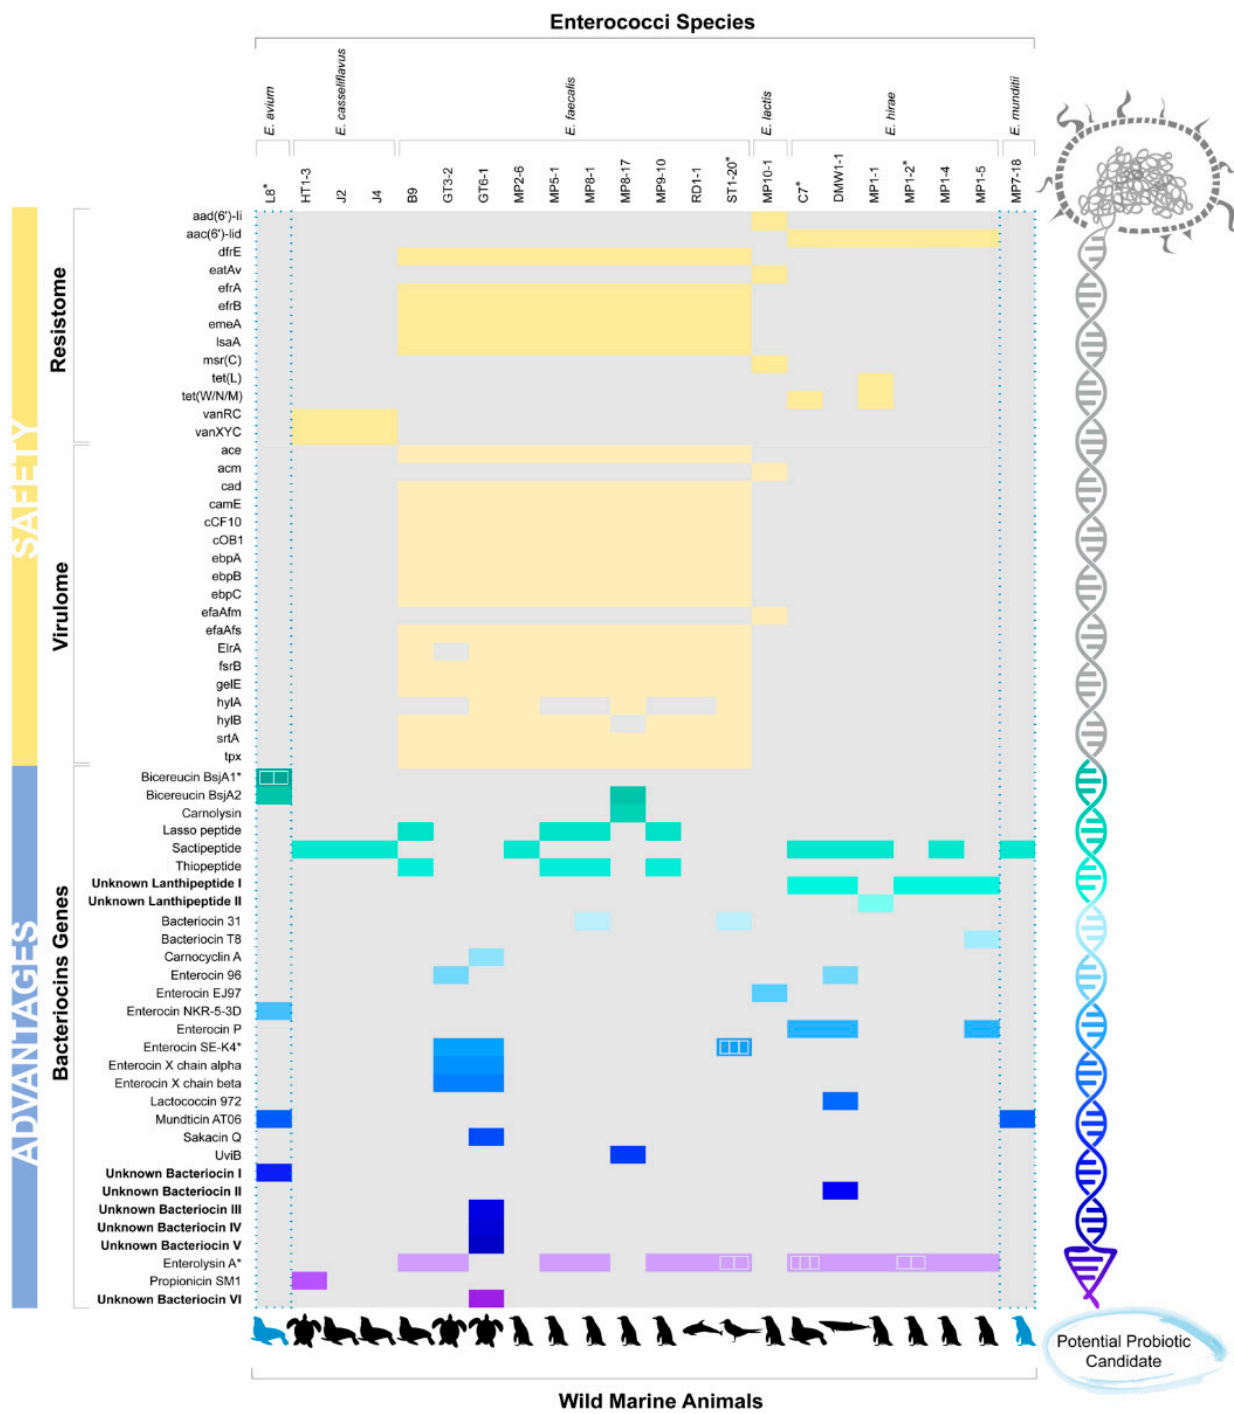 Enterococci Species
E. avium
E. casseliflavus
E. faecalis
E. lactis
E. hirae
E. munditii
L8*
HT1-3
J2
J4
B9
GT3-2
GT6-1
MP2-6
MP5-1
MP8-1
MP8-17
MP9-10
RD1-1
ST1-20*
MP10-1
C7*
DMW1-1
MP1-1
MP1-2*
MP1-4
MP1-5
MP7-18
SAFETY
Resistome
aad(6')-Ii
aac(6')-Iid
dfrE
eatAv
efrA
efrB
emeA
lsaA
msr(C)
tet(L)
tet(W/N/M)
vanRC
vanXYC
Virulome
ace
acm
cad
camE
cCF10
cOB1
ebpA
ebpB
ebpC
efaAfm
efaAfs
ElrA
fsrB
gelE
hylA
hylB
srtA
tpx
ADVANTAGES
Bacteriocins Genes
Bicereucin BsjA1*
Bicereucin BsjA2
Carnolysin
Lasso peptide
Sactipeptide
Thiopeptide
Unknown Lanthipeptide I
Unknown Lanthipeptide II
Bacteriocin 31
Bacteriocin T8
Carnocyclin A
Enterocin 96
Enterocin EJ97
Enterocin NKR-5-3D
Enterocin P
Enterocin SE-K4*
Enterocin X chain alpha
Enterocin X chain beta
Lactococcin 972
Mundticin AT06
Sakacin Q
UviB
Unknown Bacteriocin I
Unknown Bacteriocin II
Unknown Bacteriocin III
Unknown Bacteriocin IV
Unknown Bacteriocin V
Enterolysin A*
Propionicin SM1
Unknown Bacteriocin VI
Potential Probiotic
Candidate
Wild Marine Animals